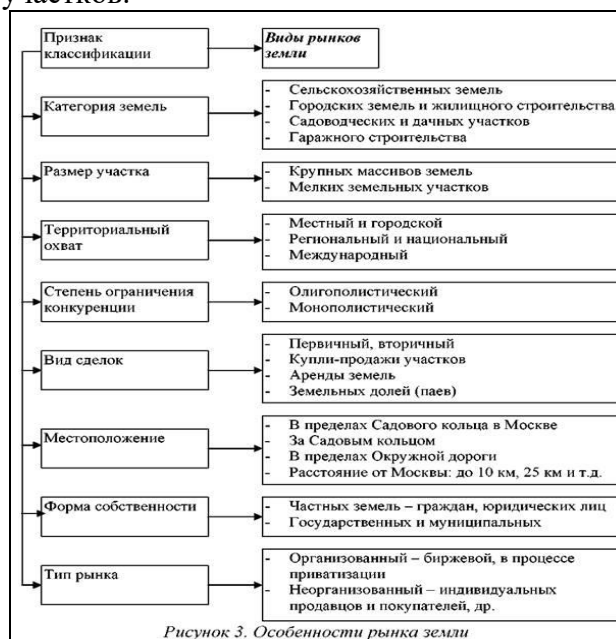 участков.
Признак
классификации
Виды рынков
земли
Категория земель
- Сельскохозяйственных земель
- Городских земель и жилищного строительства
- Садоводческих и дачных участков
- Гаражного строительства
Размер участка
- Крупных массивов земель
- Мелких земельных участков
Территориальный
охват
- Местный и городской
- Региональный и национальный
- Международный
Степень ограничения
конкуренции
- Олигополистический
- Монополистический
Вид сделок
- Первичный, вторичный
- Купли-продажи участков
- Аренды земель
- Земельных долей (паев)
Местоположение
- В пределах Садового кольца в Москве
- За Садовым кольцом
- В пределах Окружной дороги
- Расстояние от Москвы: до 10 км, 25 км и т.д.
Форма собственности
- Частных земель – граждан, юридических лиц
- Государственных и муниципальных
Тип рынка
- Организованный – биржевой, в процессе
приватизации
- Неорганизованный – индивидуальных
продавцов и покупателей, др.
Рисунок 3. Особенности рынка земли